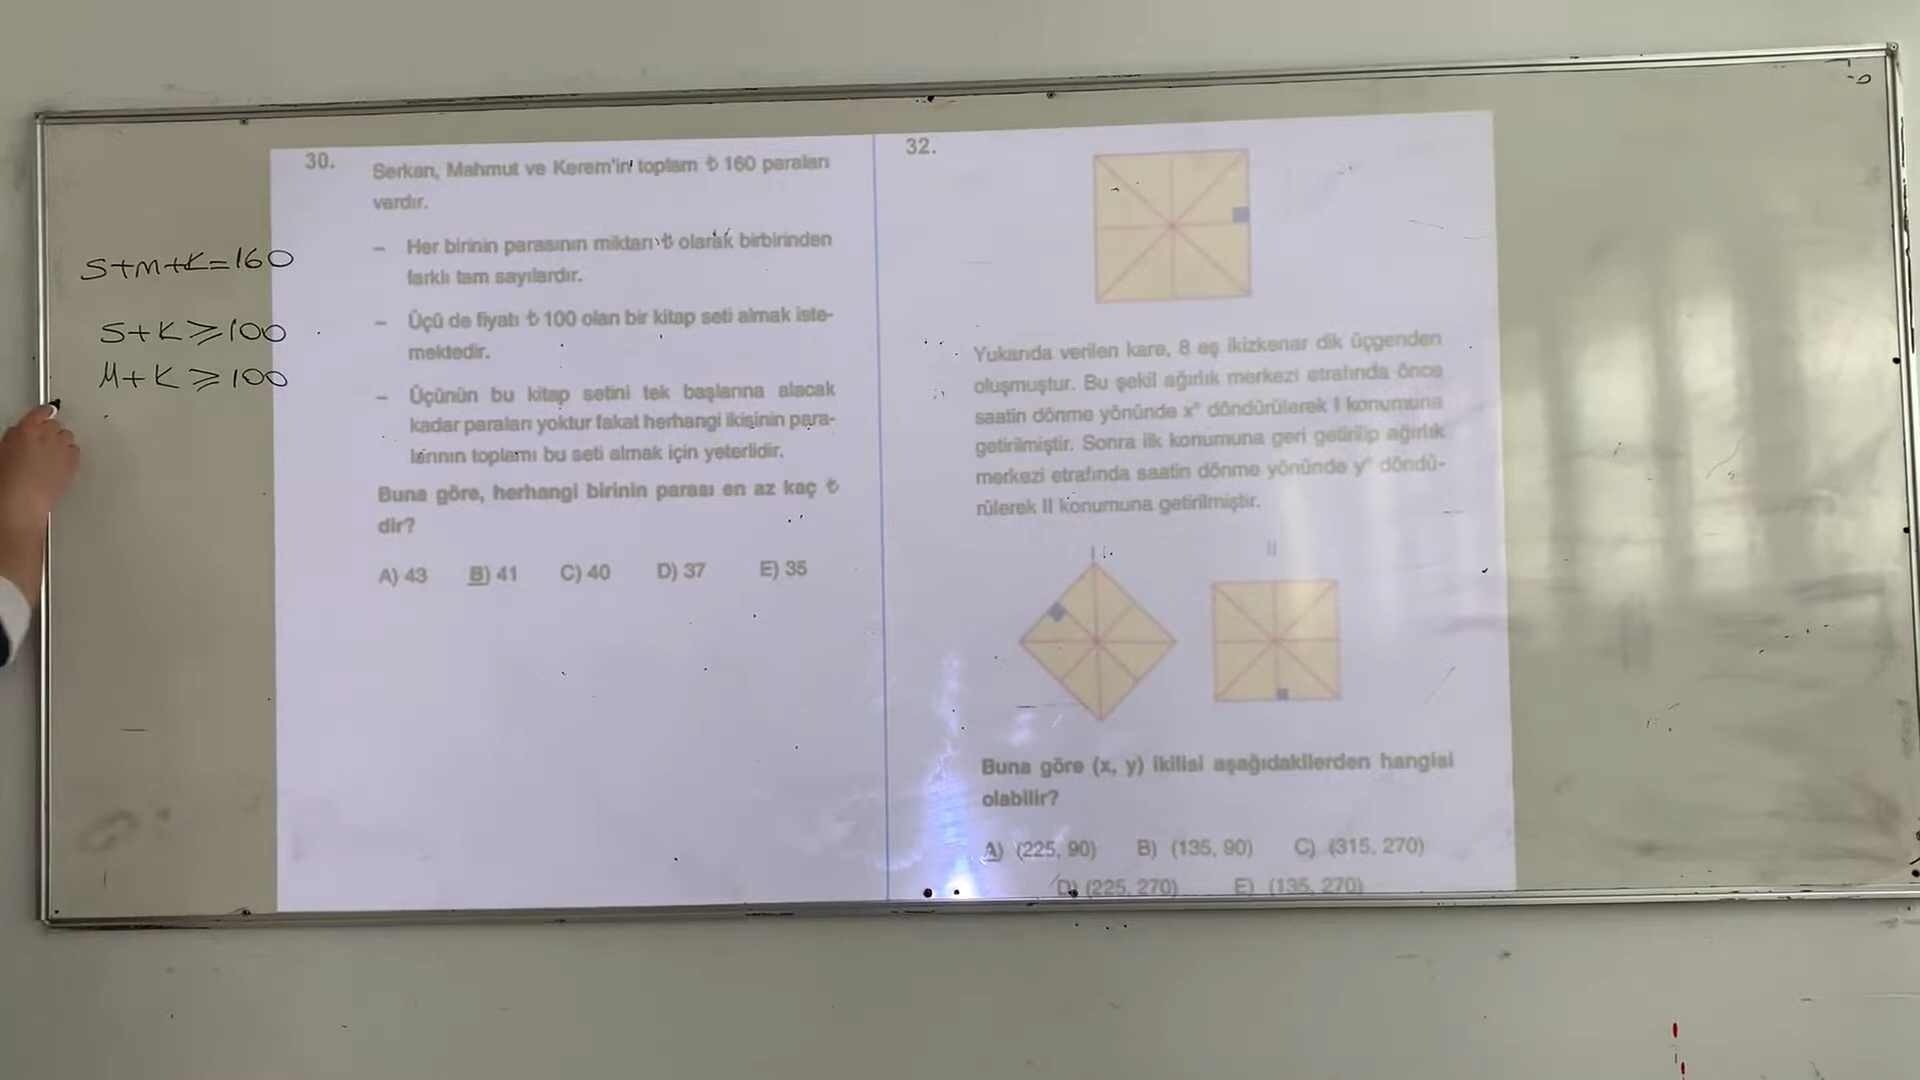 S+M+K=160
S+K⩾100
M+K⩾100
30.
Serkan, Mahmut ve Kerem'in toplam ₺ 160 paraları
vardır.
– Her birinin parasının miktarı ₺ olarak birbirinden
farklı tam sayılardır.
– Üçü de fiyatı ₺ 100 olan bir kitap seti almak iste-
mektedir.
– Üçünün bu kitap setini tek başlarına alacak
kadar paraları yoktur fakat herhangi ikisinin para-
larının toplamı bu seti almak için yeterlidir.
Buna göre, herhangi birinin parası en az kaç ₺
dir?
A) 43 B) 41 C) 40 D) 37 E) 35
32.
Yukarıda verilen kare, 8 eş ikizkenar dik üçgenden
oluşmuştur. Bu şekil ağırlık merkezi etrafında önce
saatin dönme yönünde x° döndürülerek I konumuna
getirilmiştir. Sonra ilk konumuna geri getirilip ağırlık
merkezi etrafında saatin dönme yönünde y° döndü-
rülerek II konumuna getirilmiştir.
I II
Buna göre (x, y) ikilisi aşağıdakilerden hangisi
olabilir?
A) (225, 90) B) (135, 90) C) (315, 270)
D) (225, 270) E) (135, 270)